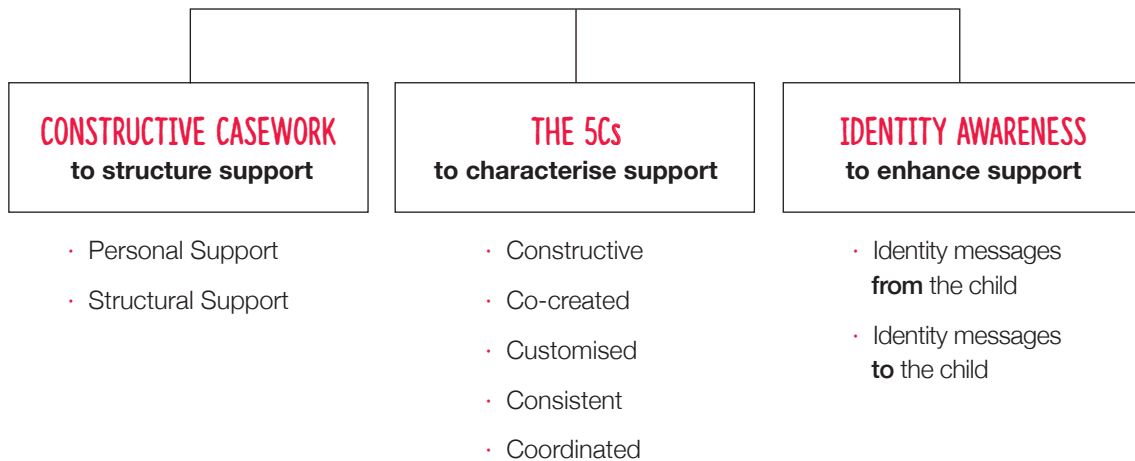 CONSTRUCTIVE CASEWORK
to structure support
· Personal Support
· Structural Support
THE 5Cs
to characterise support
· Constructive
· Co-created
· Customised
· Consistent
· Coordinated
IDENTITY AWARENESS
to enhance support
· Identity messages
from the child
· Identity messages
to the child